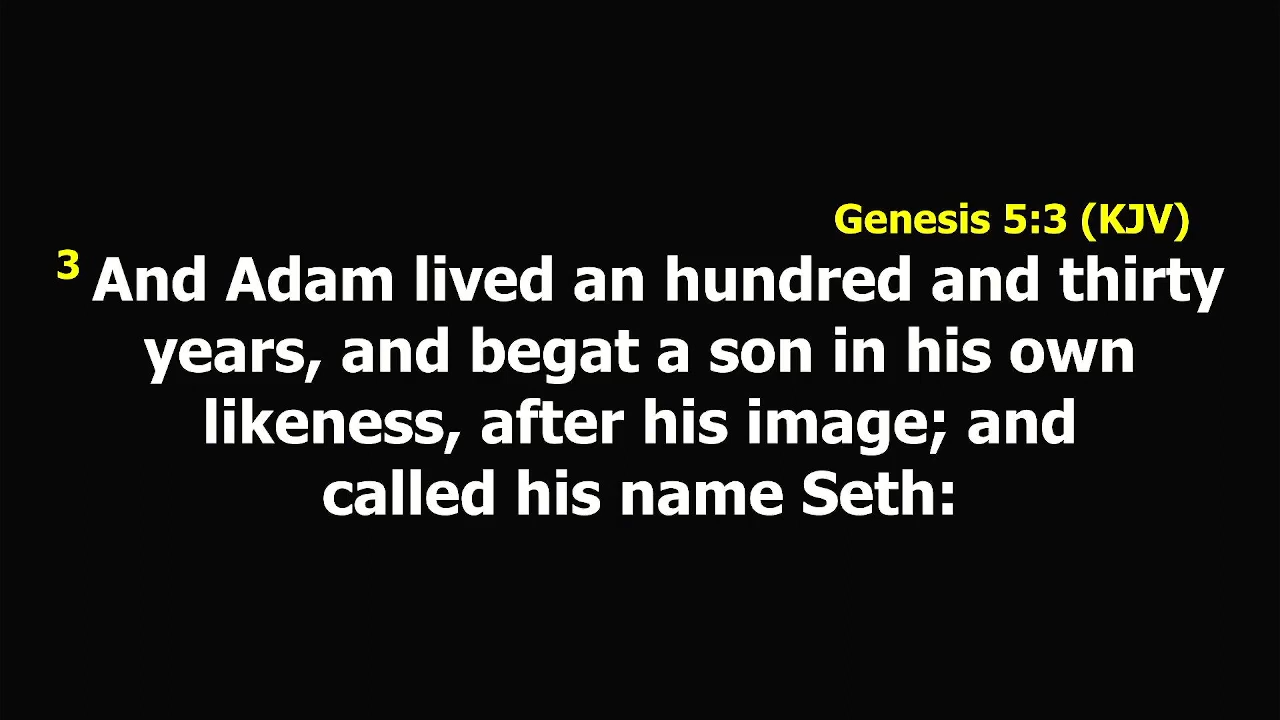 Genesis 5:3 (KJV)
3 And Adam lived an hundred and thirty
years, and begat a son in his own
likeness, after his image; and
called his name Seth: